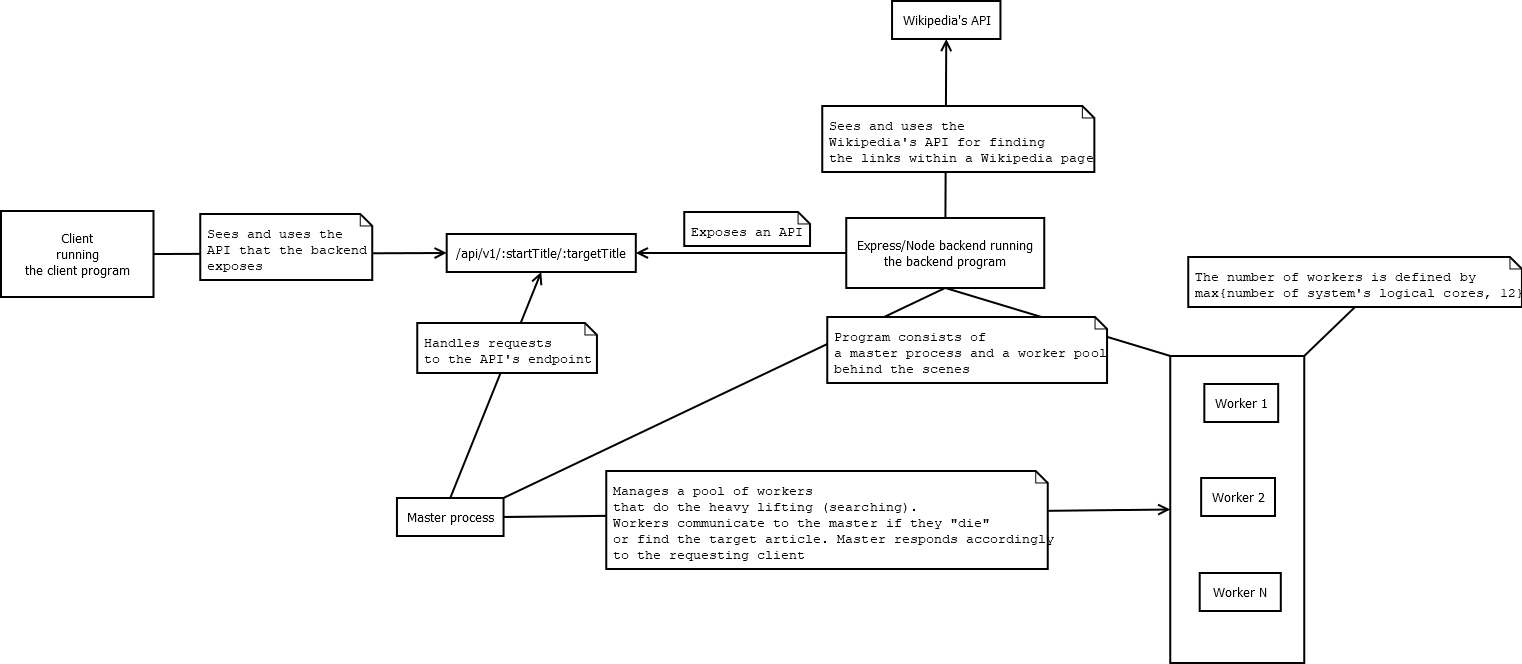 Wikipedia's API
Sees and uses the
Wikipedia's API for finding
the links within a Wikipedia page
Client
running
the client program
Sees and uses the
API that the backend
exposes
/api/v1/:startTitle/:targetTitle
Exposes an API
Express/Node backend running
the backend program
The number of workers is defined by
max{number of system's logical cores, 12}
Handles requests
to the API's endpoint
Program consists of
a master process and a worker pool
behind the scenes
Worker 1
Worker 2
Worker N
Master process
Manages a pool of workers
that do the heavy lifting (searching).
Workers communicate to the master if they "die"
or find the target article. Master responds accordingly
to the requesting client